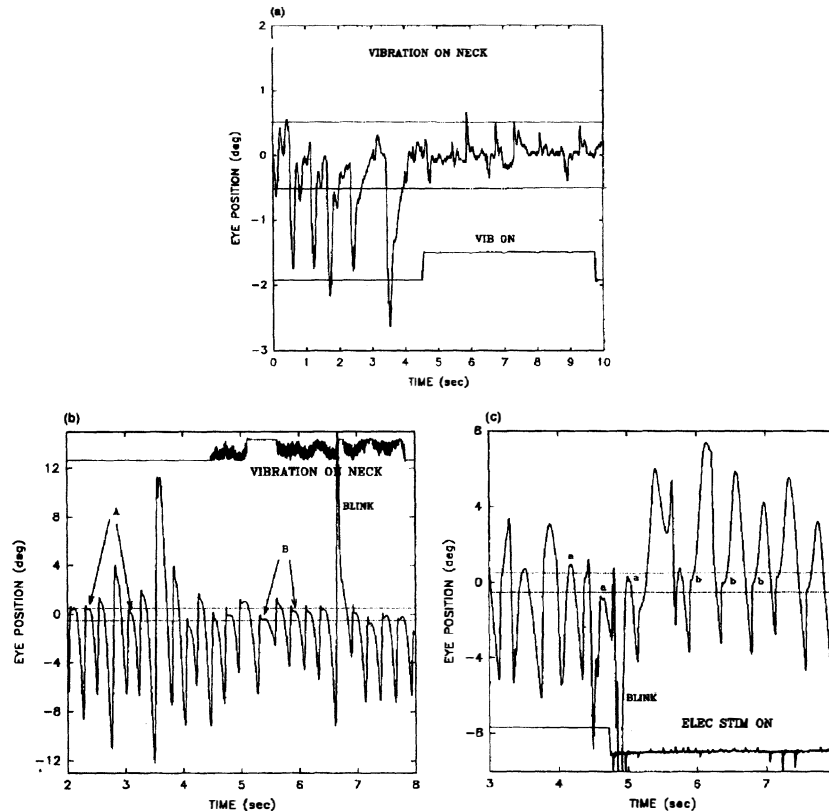 (a)
2
VIBRATION ON NECK
1
0
-1
VIB ON
-2
-3
EYE POSITION (deg)
0 1 2 3 4 5 6 7 8 9 10
TIME (sec)
(b)
12
VIBRATION ON NECK
A
BLINK
8
4
B
0
-4
-8
-13
EYE POSITION (deg)
2 3 4 5 6 7 8
TIME (sec)
(c)
8
4
a
a
a
0
b b b
-4
BLINK
-8
ELEC STIM ON
EYE POSITION (deg)
3 4 5 6 7
TIME (sec)